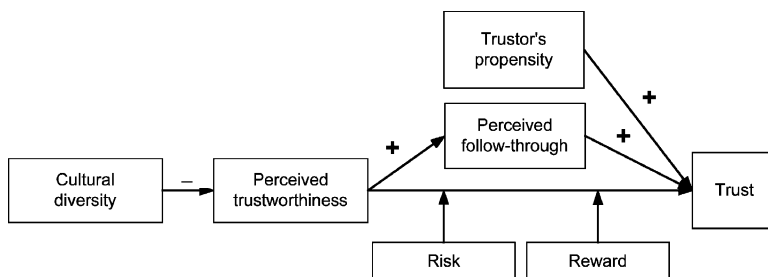 Trustor's
propensity
+
Perceived
follow-through
+
+
Cultural
diversity
–
Perceived
trustworthiness
Trust
Risk
Reward